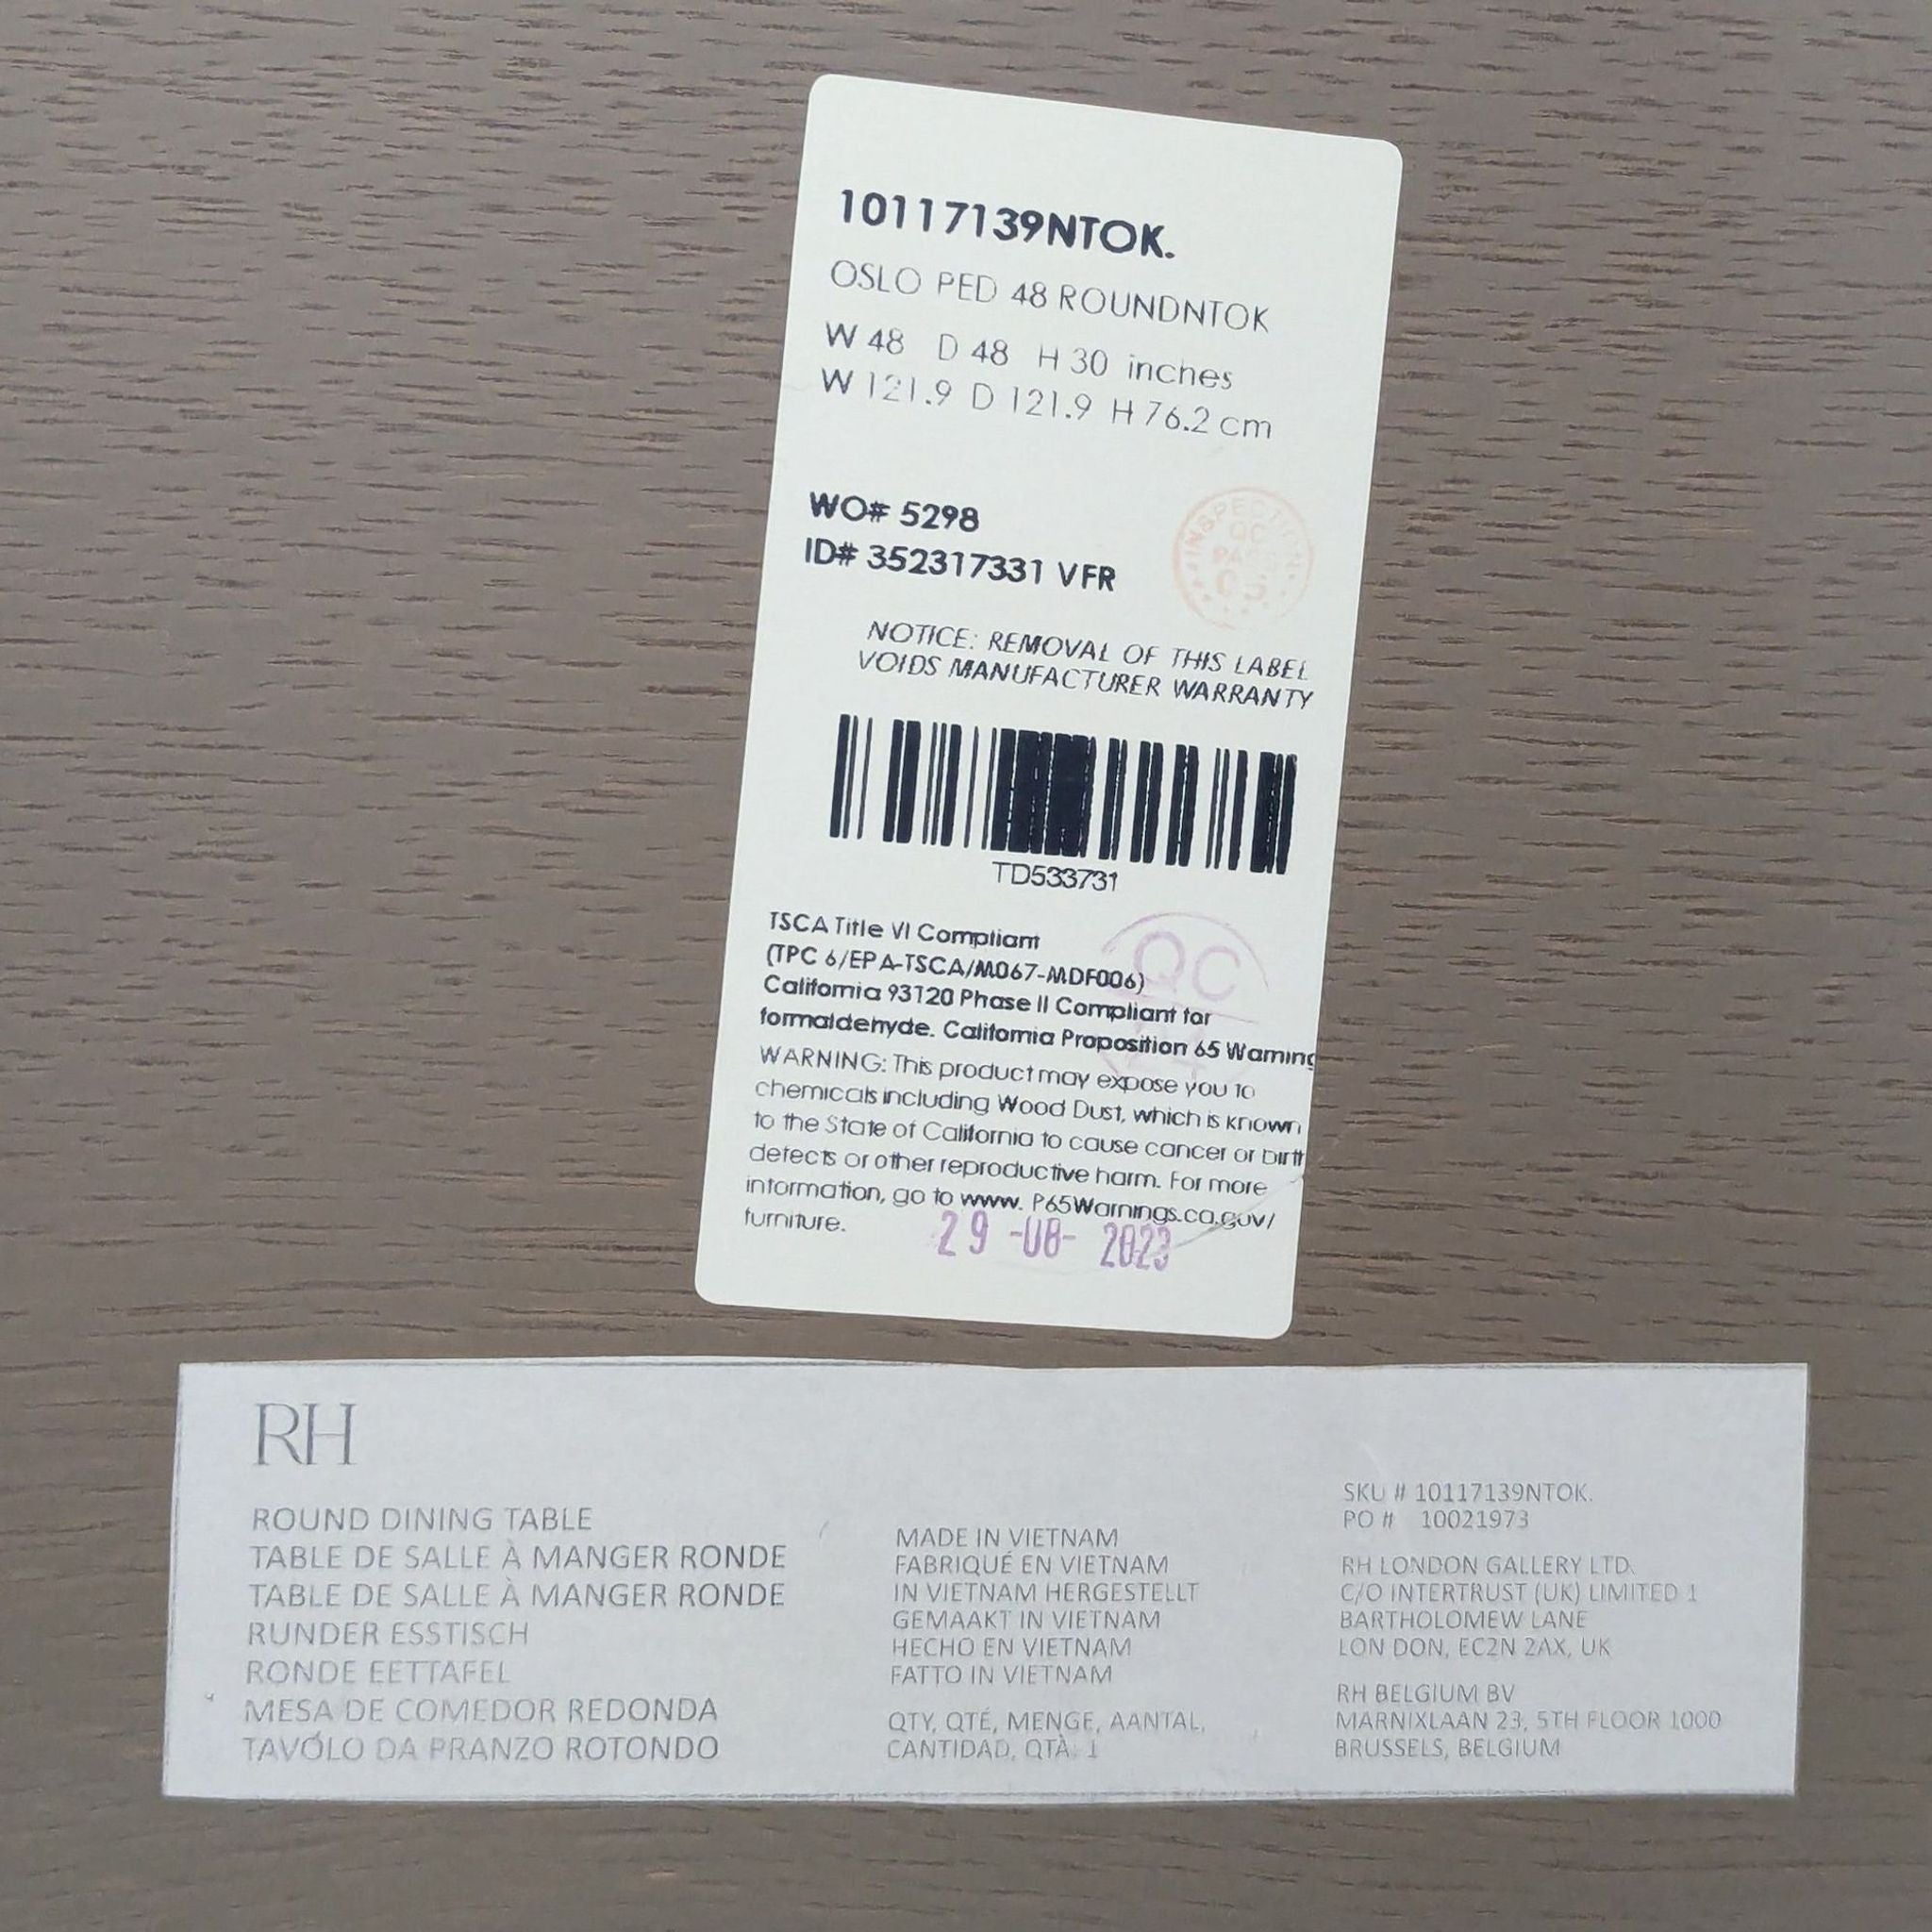 10117139NTOK.
OSLO PED 48 ROUNDNTOK
W 48 D 48 H 30 inches
W 121.9 D 121.9 H 76.2 cm
WO# 5298
ID# 352317331 VFR
INSPECTION
QC
NOTICE: REMOVAL OF THIS LABEL
VOIDS MANUFACTURER WARRANTY
TD533731
TSCA Title VI Compliant
(TPC 6/EPA-TSCA/M067-MDF006)
California 93120 Phase II Compliant for
formaldehyde. California Proposition 65 Warning
QC
WARNING: This product may expose you to
chemicals including Wood Dust, which is known
to the State of California to cause cancer or birth
defects or other reproductive harm. For more
information, go to www. P65Warnings.ca.gov/
furniture.
29 -08- 2023
RH
ROUND DINING TABLE
TABLE DE SALLE À MANGER RONDE
TABLE DE SALLE À MANGER RONDE
RUNDER ESSTISCH
RONDE EETTAFEL
MESA DE COMEDOR REDONDA
TAVÓLO DA PRANZO ROTONDO
MADE IN VIETNAM
FABRIQUÉ EN VIETNAM
IN VIETNAM HERGESTELLT
GEMAAKT IN VIETNAM
HECHO EN VIETNAM
FATTO IN VIETNAM
QTY, QTÉ, MENGE, AANTAL,
CANTIDAD, QTÀ: 1
SKU # 10117139NTOK.
PO # 10021973
RH LONDON GALLERY LTD.
C/O INTERTRUST (UK) LIMITED 1
BARTHOLOMEW LANE
LON DON, EC2N 2AX, UK
RH BELGIUM BV
MARNIXLAAN 23, 5TH FLOOR 1000
BRUSSELS, BELGIUM